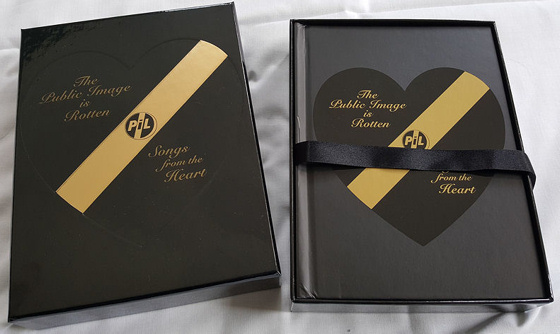 The
Public Image
is
Rotten
PiL
Songs
from the
Heart
The
Public Image
is
Rotten
PiL
from the
Heart